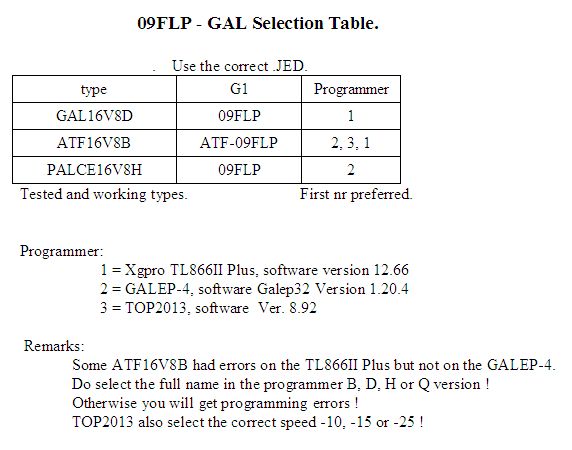 09FLP - GAL Selection Table.
. Use the correct .JED.
type G1 Programmer
GAL16V8D 09FLP 1
ATF16V8B ATF-09FLP 2, 3, 1
PALCE16V8H 09FLP 2
Tested and working types. First nr preferred.
Programmer:
1 = Xgpro TL866II Plus, software version 12.66
2 = GALEP-4, software Galep32 Version 1.20.4
3 = TOP2013, software Ver. 8.92
Remarks:
Some ATF16V8B had errors on the TL866II Plus but not on the GALEP-4.
Do select the full name in the programmer B, D, H or Q version !
Otherwise you will get programming errors !
TOP2013 also select the correct speed -10, -15 or -25 !